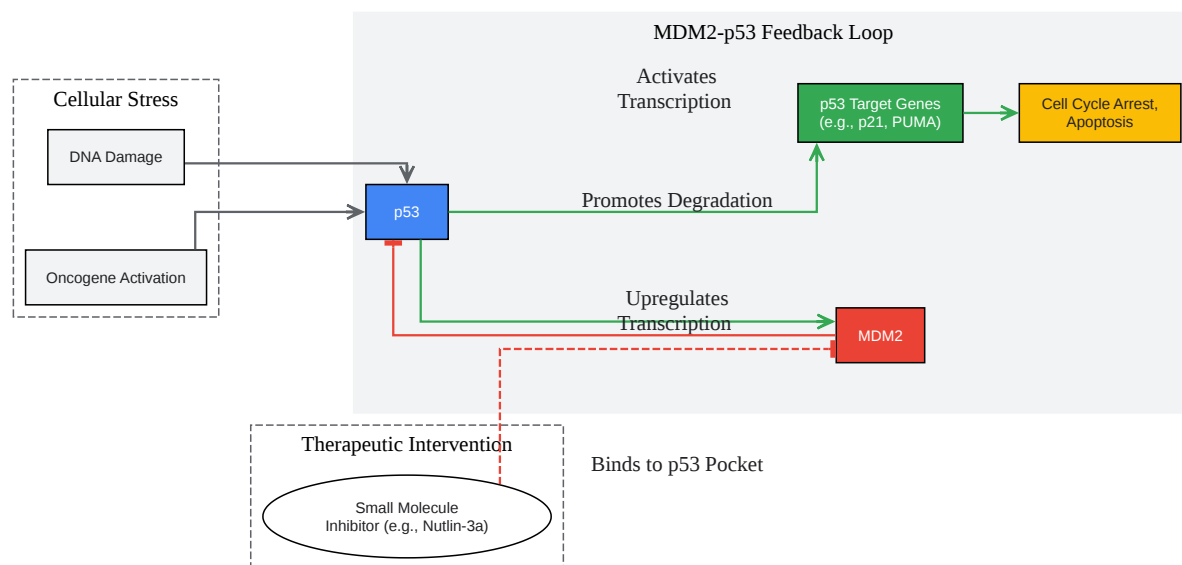 MDM2-p53 Feedback Loop
Activates
Transcription
Cellular Stress
p53 Target Genes
(e.g., p21, PUMA)
Cell Cycle Arrest,
Apoptosis
DNA Damage
Promotes Degradation
p53
Oncogene Activation
Upregulates
Transcription
MDM2
Therapeutic Intervention
Binds to p53 Pocket
Small Molecule
Inhibitor (e.g., Nutlin-3a)